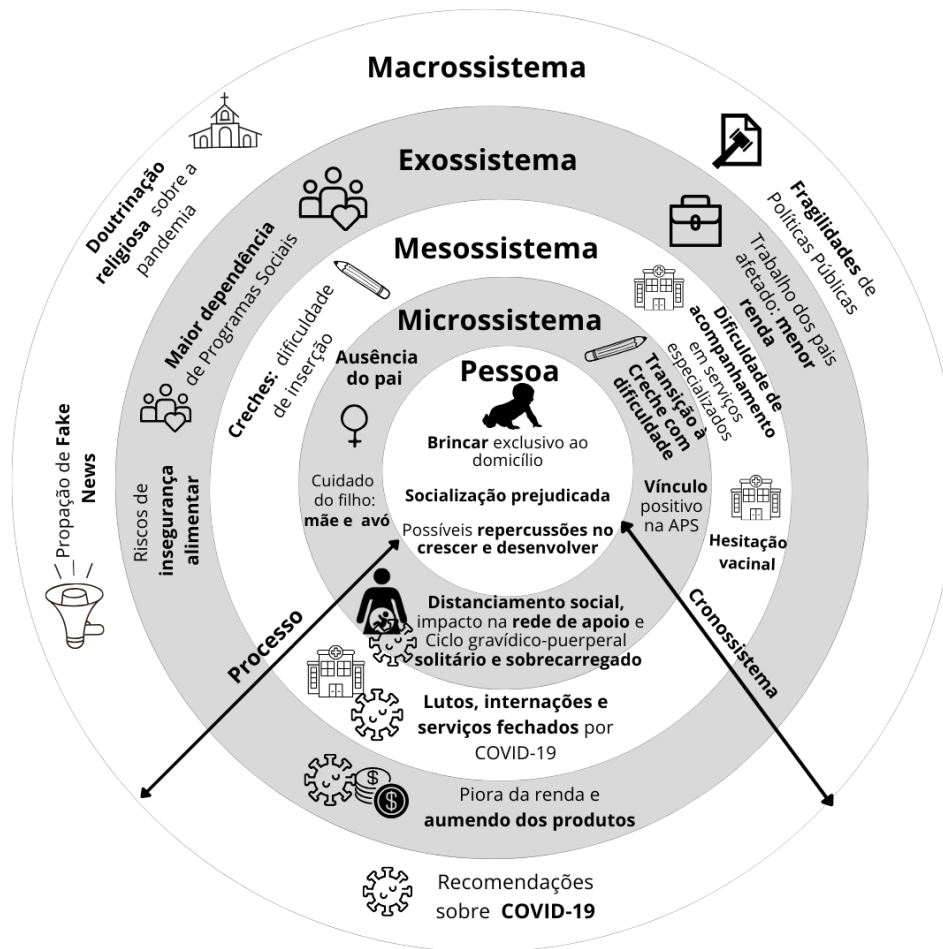 Macrossistema
Doutrinação
religiosa sobre a
pandemia
Fragilidades de
Políticas Públicas
Propação de Fake
News
Exossistema
Maior dependência
de Programas Sociais
Trabalho dos pais
afetado: menor
renda
Riscos de
insegurança
alimentar
Mesossistema
Creches: dificuldade
de inserção
Dificuldade de
acompanhamento
em serviços
especializados
Hesitação
vacinal
Microssistema
Ausência
do pai
Transição à
Creche com
dificuldade
Cuidado
do filho:
mãe e avó
Vínculo
positivo
na APS
Pessoa
Brincar exclusivo ao
domicílio
Socialização prejudicada
Possíveis repercussões no
crescer e desenvolver
Processo
Cronossistema
Distanciamento social,
impacto na rede de apoio e
Ciclo gravídico-puerperal
solitário e sobrecarregado
Lutos, internações e
serviços fechados por
COVID-19
Piora da renda e
aumendo dos produtos
Recomendações
sobre COVID-19